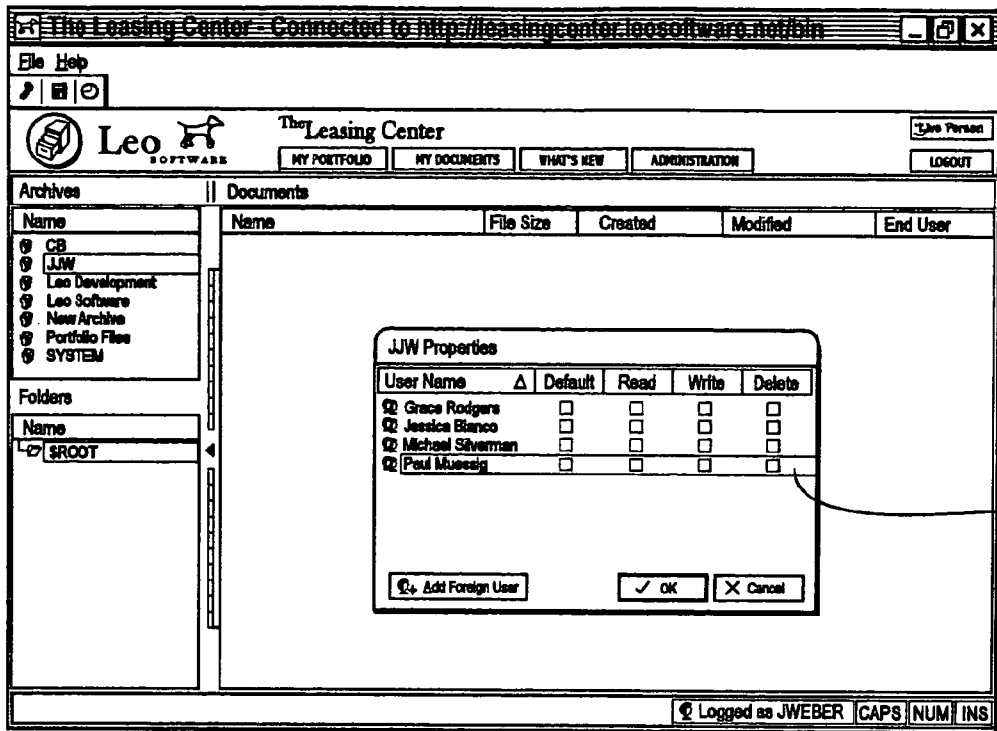 The Leasing Center - Connected to http://leasingcenter.leosoftware.net/bin
File Help
Leo SOFTWARE
The Leasing Center
Live Person
MY PORTFOLIO MY DOCUMENTS WHAT'S NEW ADMINISTRATION LOGOUT
Archives Documents
Name Name File Size Created Modified End User
CB
JJW
Leo Development
Leo Software
New Archive
Portfolio Files
SYSTEM
Folders
Name
$ROOT
JJW Properties
User Name Δ Default Read Write Delete
Grace Rodgers
Jessica Bianco
Michael Silverman
Paul Muessig
Add Foreign User OK Cancel
Logged as JWEBER CAPS NUM INS